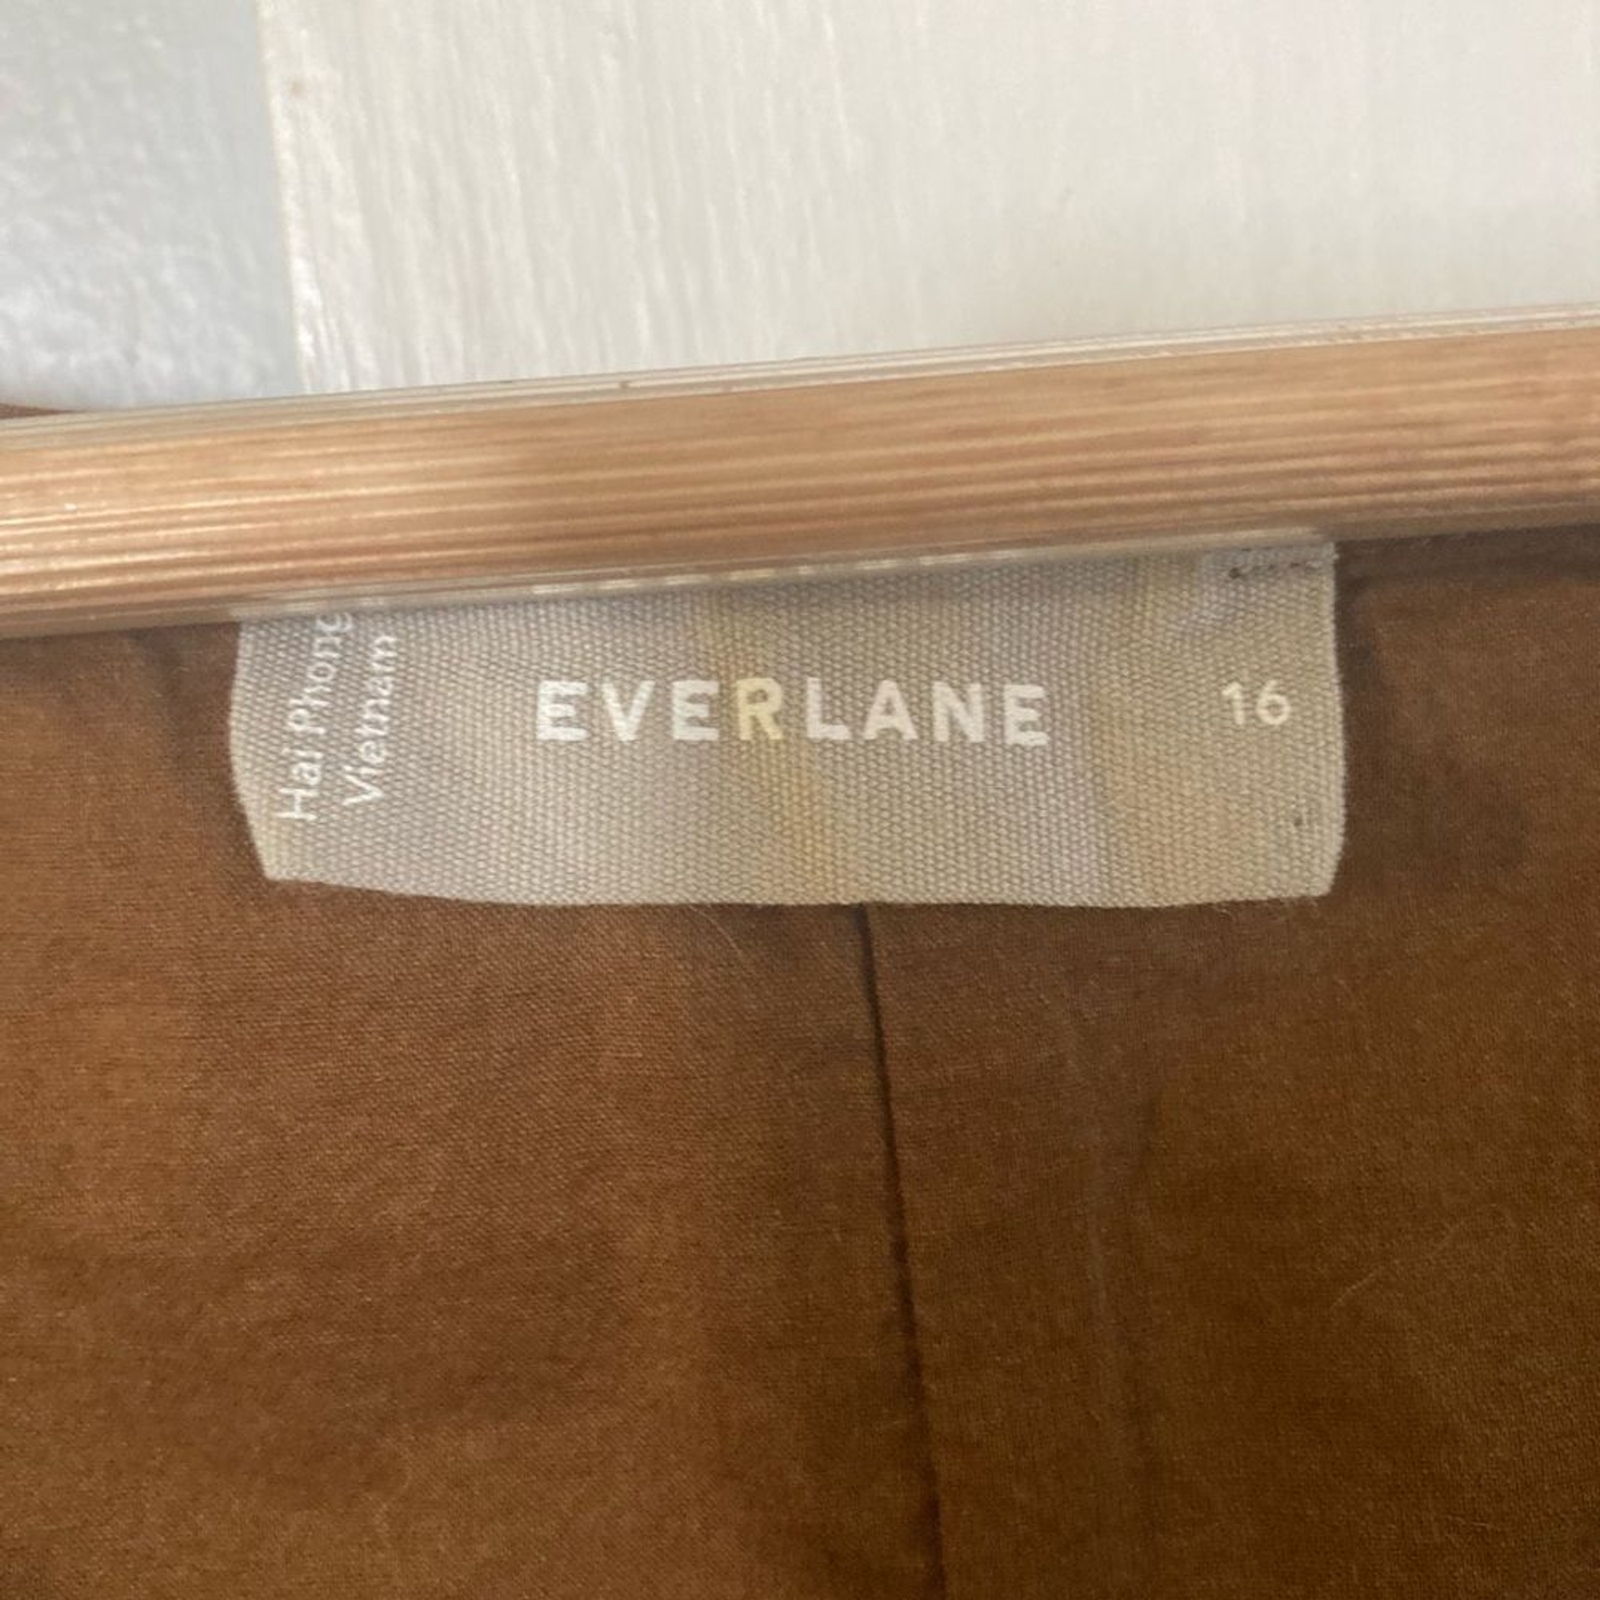 Hai Phong
Vietnam
EVERLANE
16